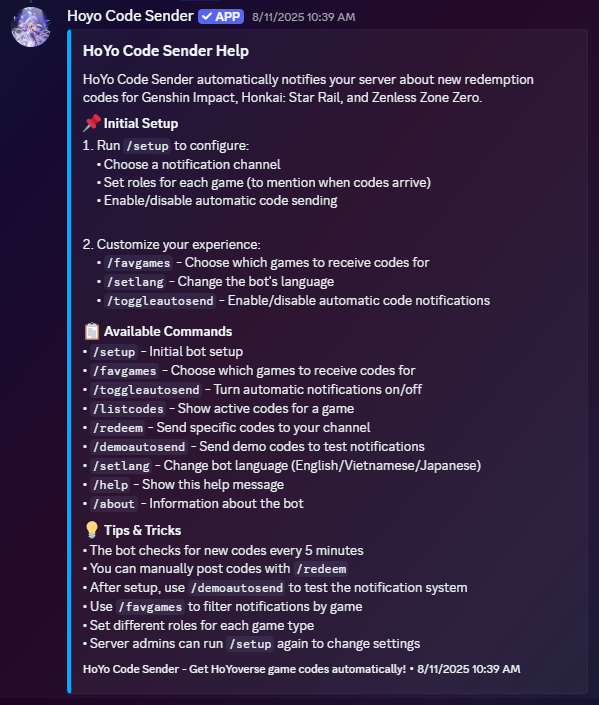 Hoyo Code Sender ✓ APP 8/11/2025 10:39 AM
HoYo Code Sender Help
HoYo Code Sender automatically notifies your server about new redemption
codes for Genshin Impact, Honkai: Star Rail, and Zenless Zone Zero.
📌 Initial Setup
1. Run /setup to configure:
• Choose a notification channel
• Set roles for each game (to mention when codes arrive)
• Enable/disable automatic code sending
2. Customize your experience:
• /favgames - Choose which games to receive codes for
• /setlang - Change the bot's language
• /toggleautosend - Enable/disable automatic code notifications
📋 Available Commands
• /setup - Initial bot setup
• /favgames - Choose which games to receive codes for
• /toggleautosend - Turn automatic notifications on/off
• /listcodes - Show active codes for a game
• /redeem - Send specific codes to your channel
• /demoautosend - Send demo codes to test notifications
• /setlang - Change bot language (English/Vietnamese/Japanese)
• /help - Show this help message
• /about - Information about the bot
💡 Tips & Tricks
• The bot checks for new codes every 5 minutes
• You can manually post codes with /redeem
• After setup, use /demoautosend to test the notification system
• Use /favgames to filter notifications by game
• Set different roles for each game type
• Server admins can run /setup again to change settings
HoYo Code Sender - Get HoYoverse game codes automatically! • 8/11/2025 10:39 AM